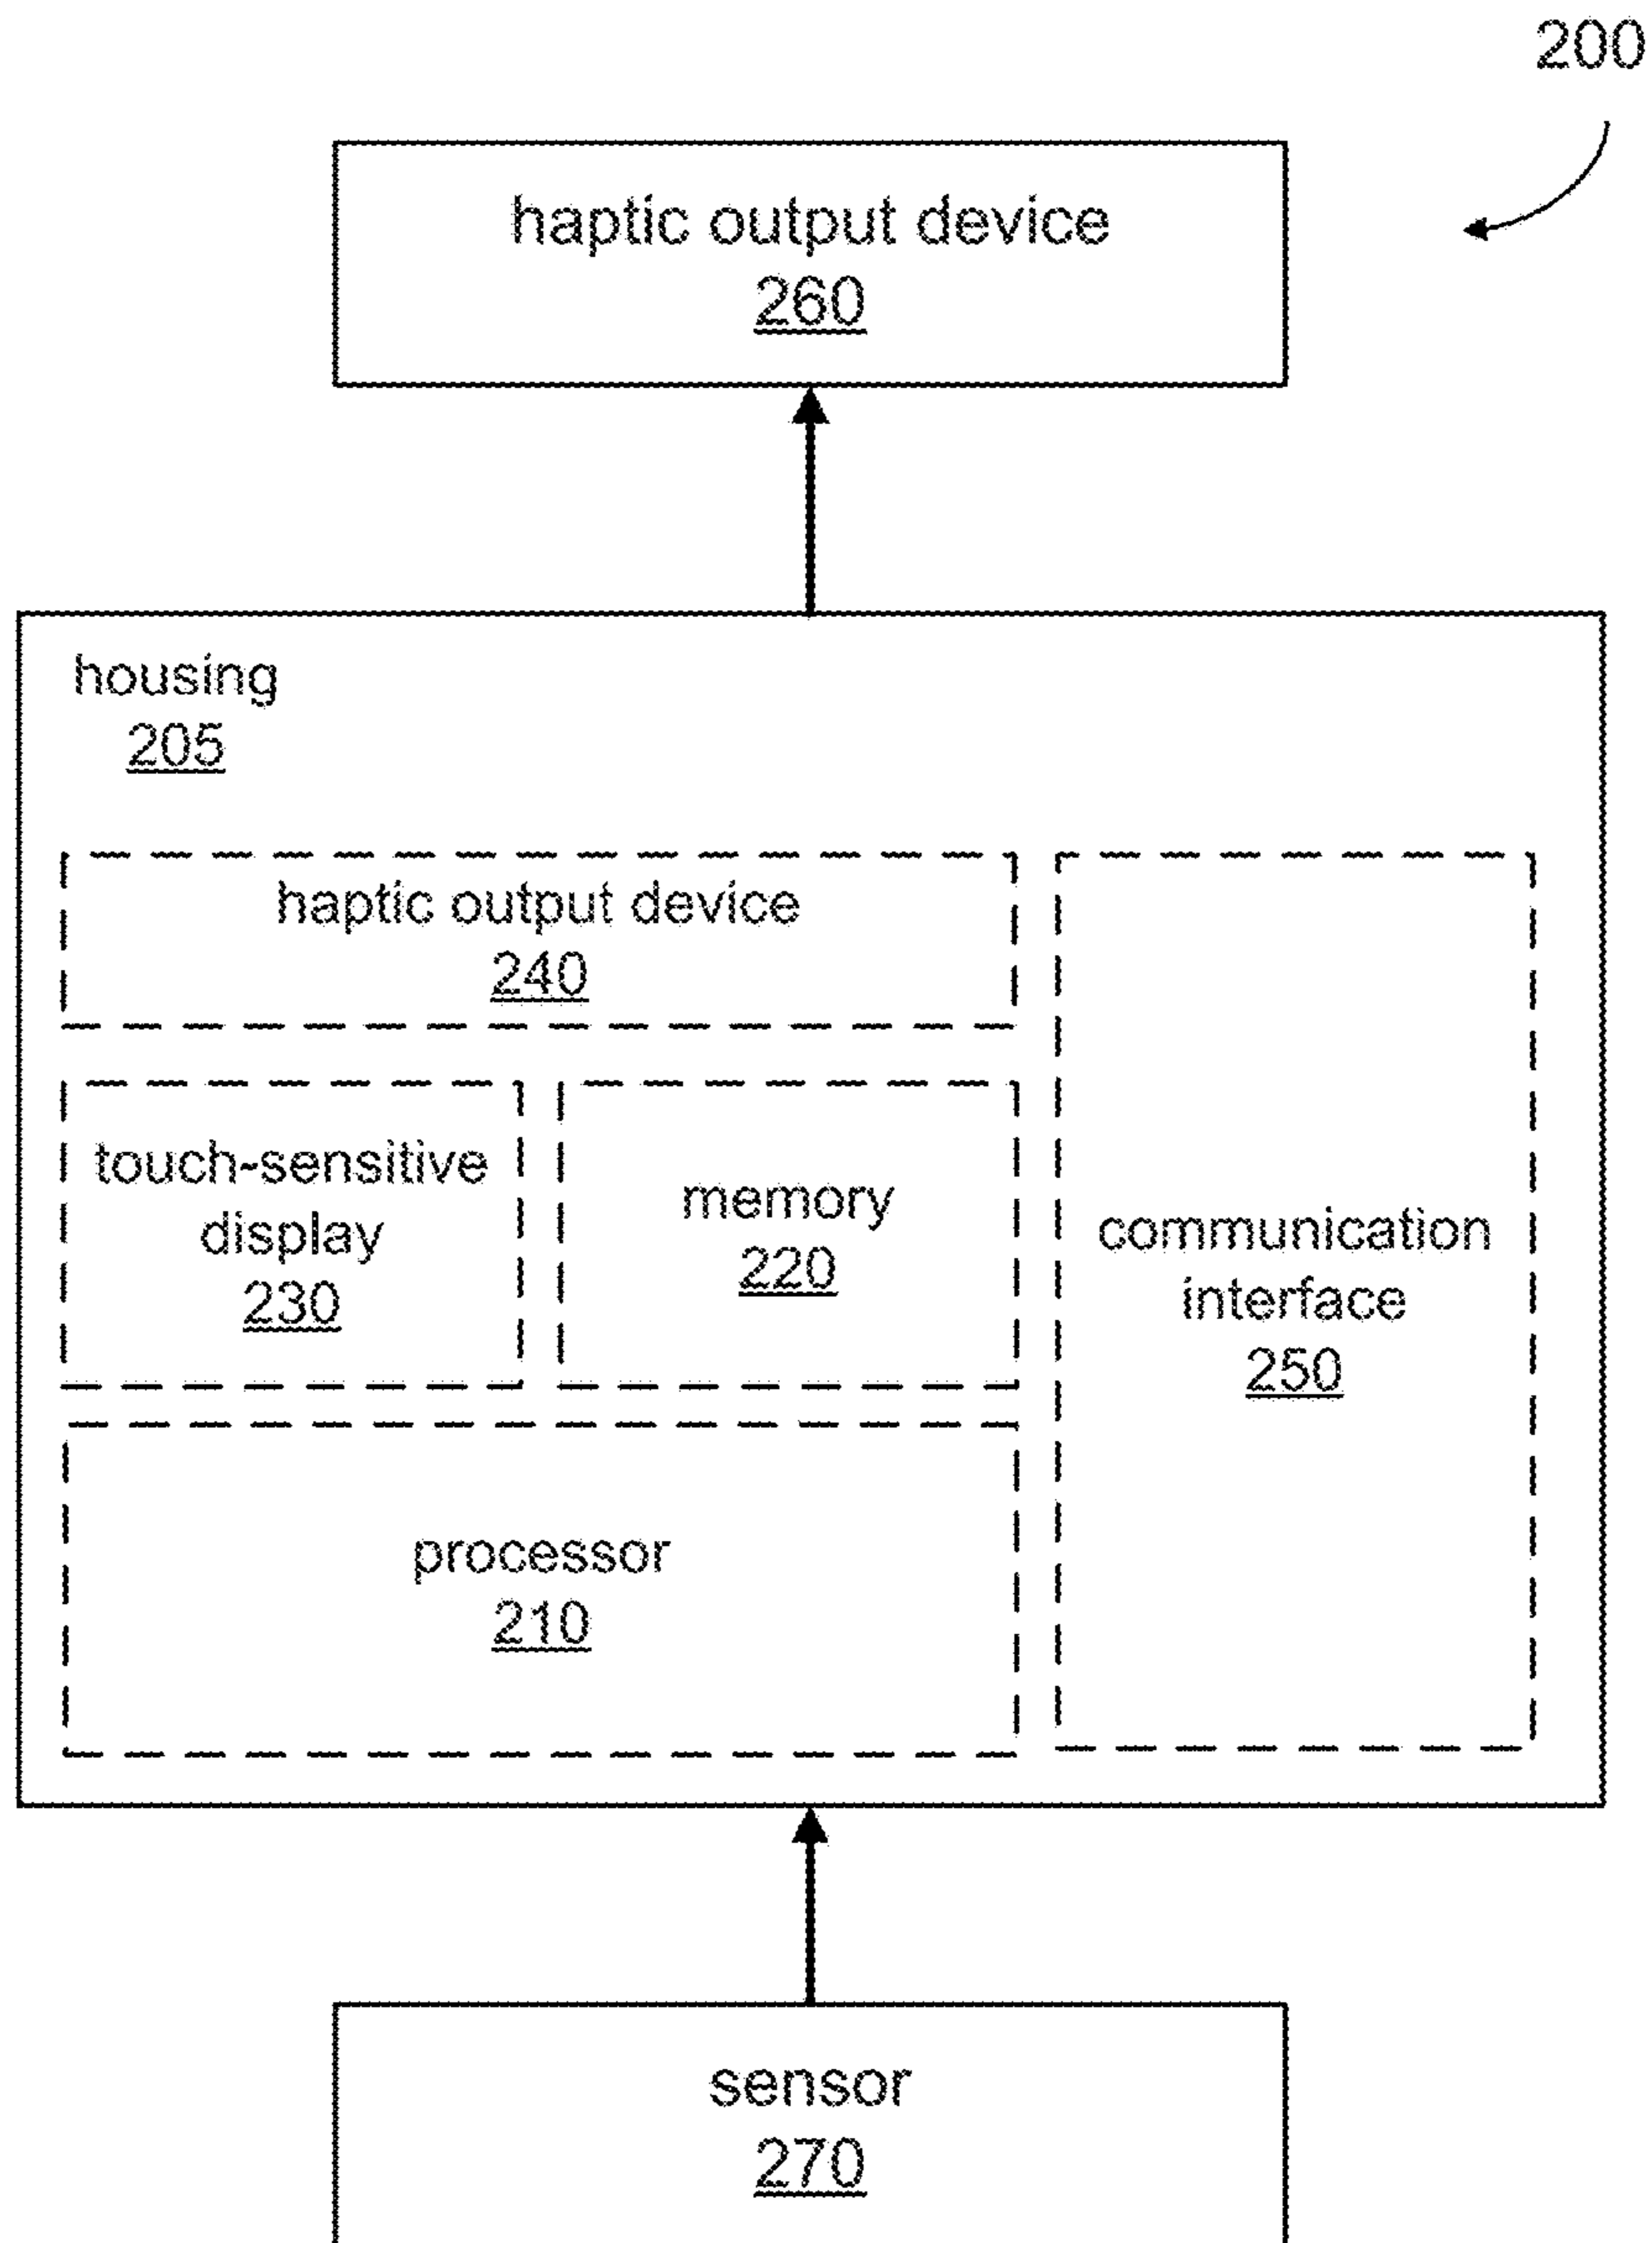 200
haptic output device
260
housing
205
haptic output device
240
touch-sensitive
display
230
memory
220
communication
interface
250
processor
210
sensor
270